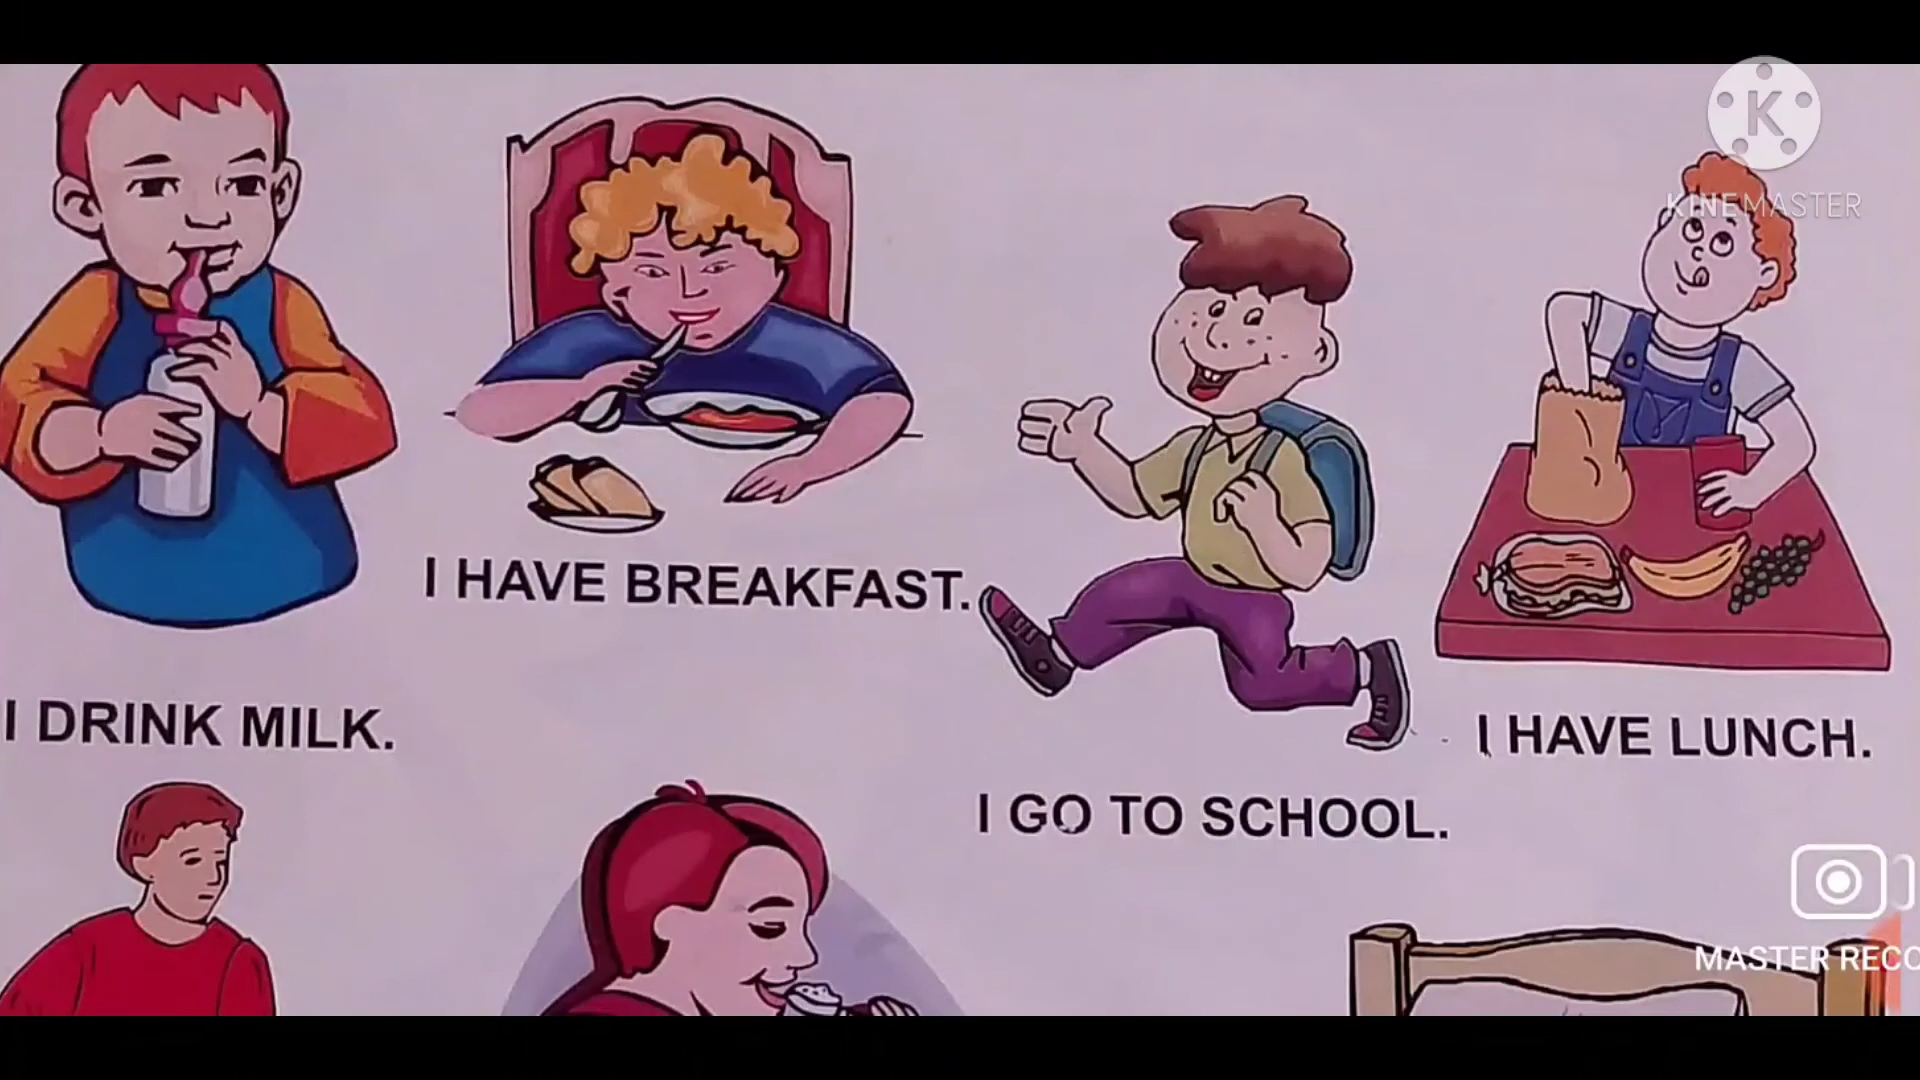 K
KINEMASTER
I HAVE BREAKFAST.
I DRINK MILK.
I HAVE LUNCH.
I GO TO SCHOOL.
MASTER RECO